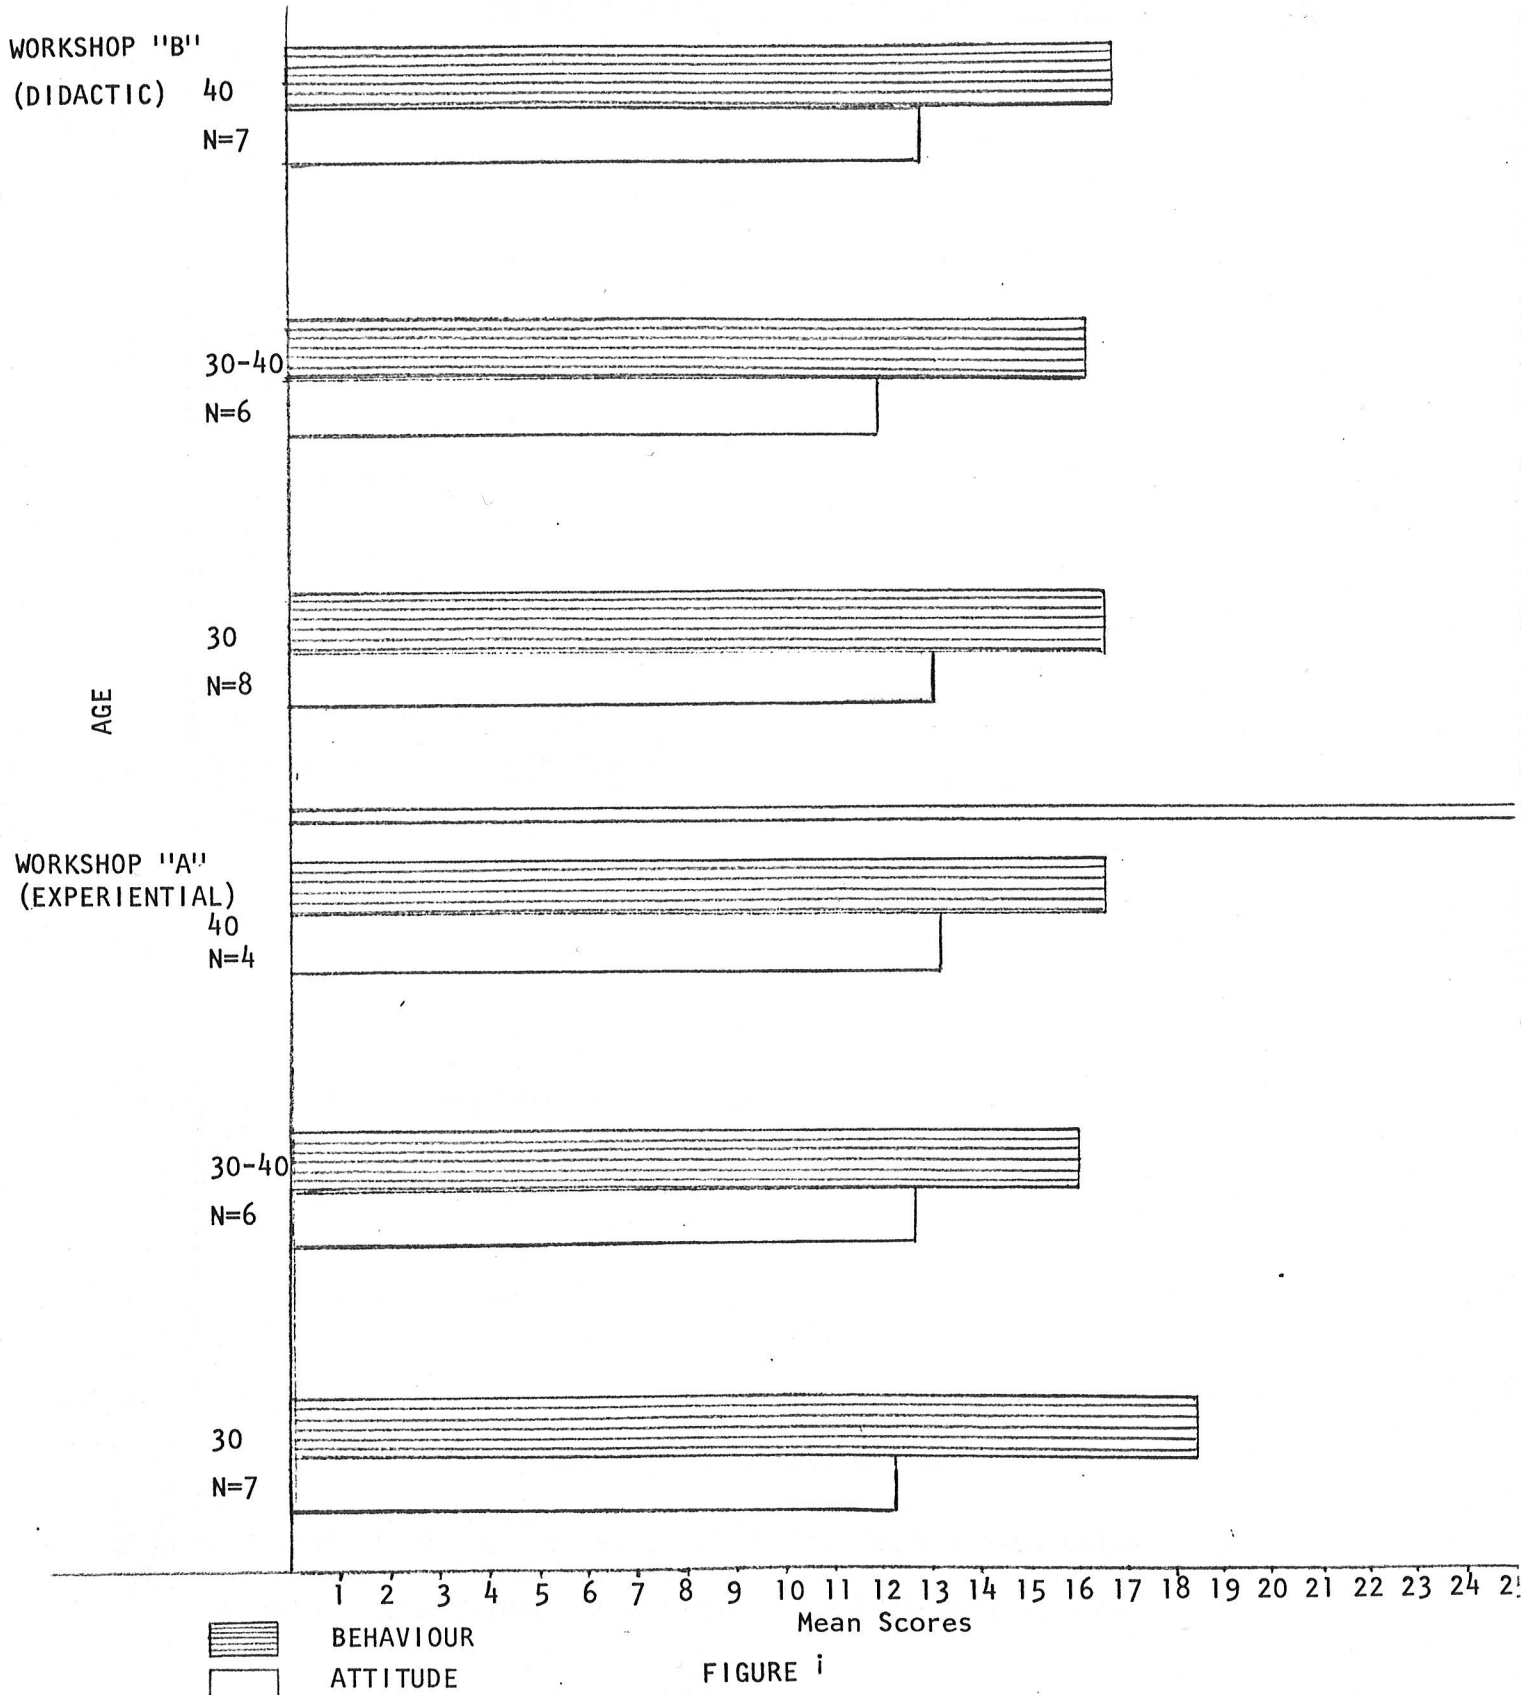 WORKSHOP "B"
(DIDACTIC) 40
N=7
30-40
N=6
30
N=8
AGE
WORKSHOP "A"
(EXPERIENTIAL)
40
N=4
30-40
N=6
30
N=7
1 2 3 4 5 6 7 8 9 10 11 12 13 14 15 16 17 18 19 20 21 22 23 24
Mean Scores
BEHAVIOUR
ATTITUDE
FIGURE i